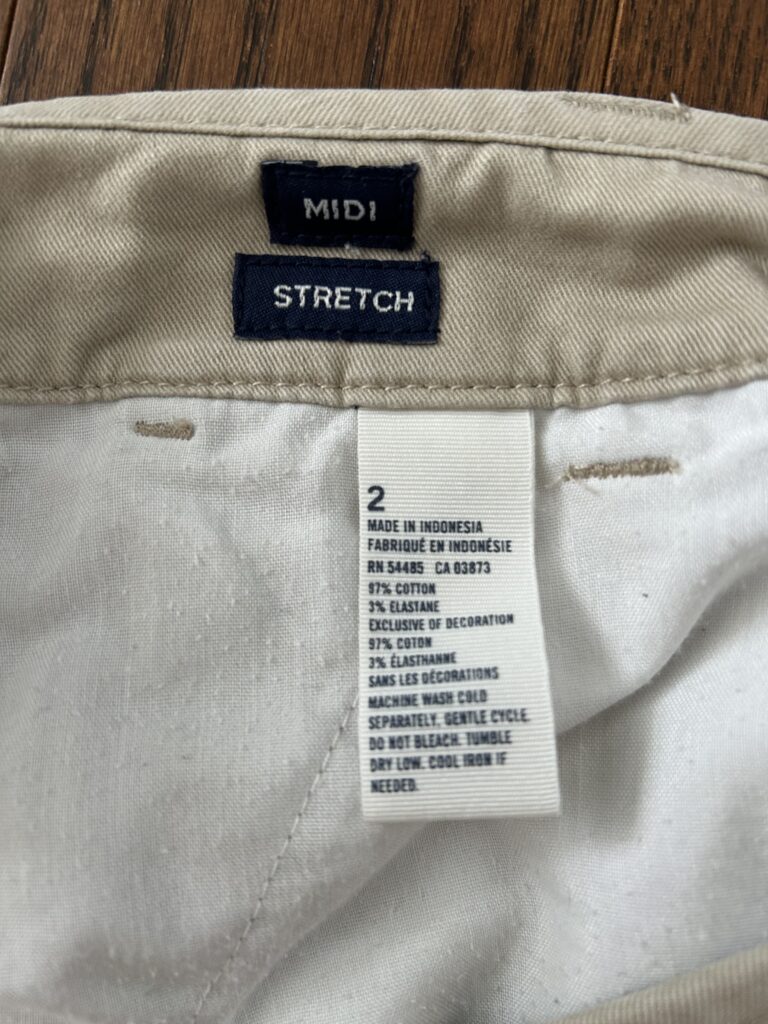 MIDI
STRETCH
2
MADE IN INDONESIA
FABRIQUÉ EN INDONÉSIE
RN 54485 CA 03873
97% COTTON
3% ELASTANE
EXCLUSIVE OF DECORATION
97% COTON
3% ÉLASTHANNE
SANS LES DÉCORATIONS
MACHINE WASH COLD
SEPARATELY. GENTLE CYCLE.
DO NOT BLEACH. TUMBLE
DRY LOW. COOL IRON IF
NEEDED.